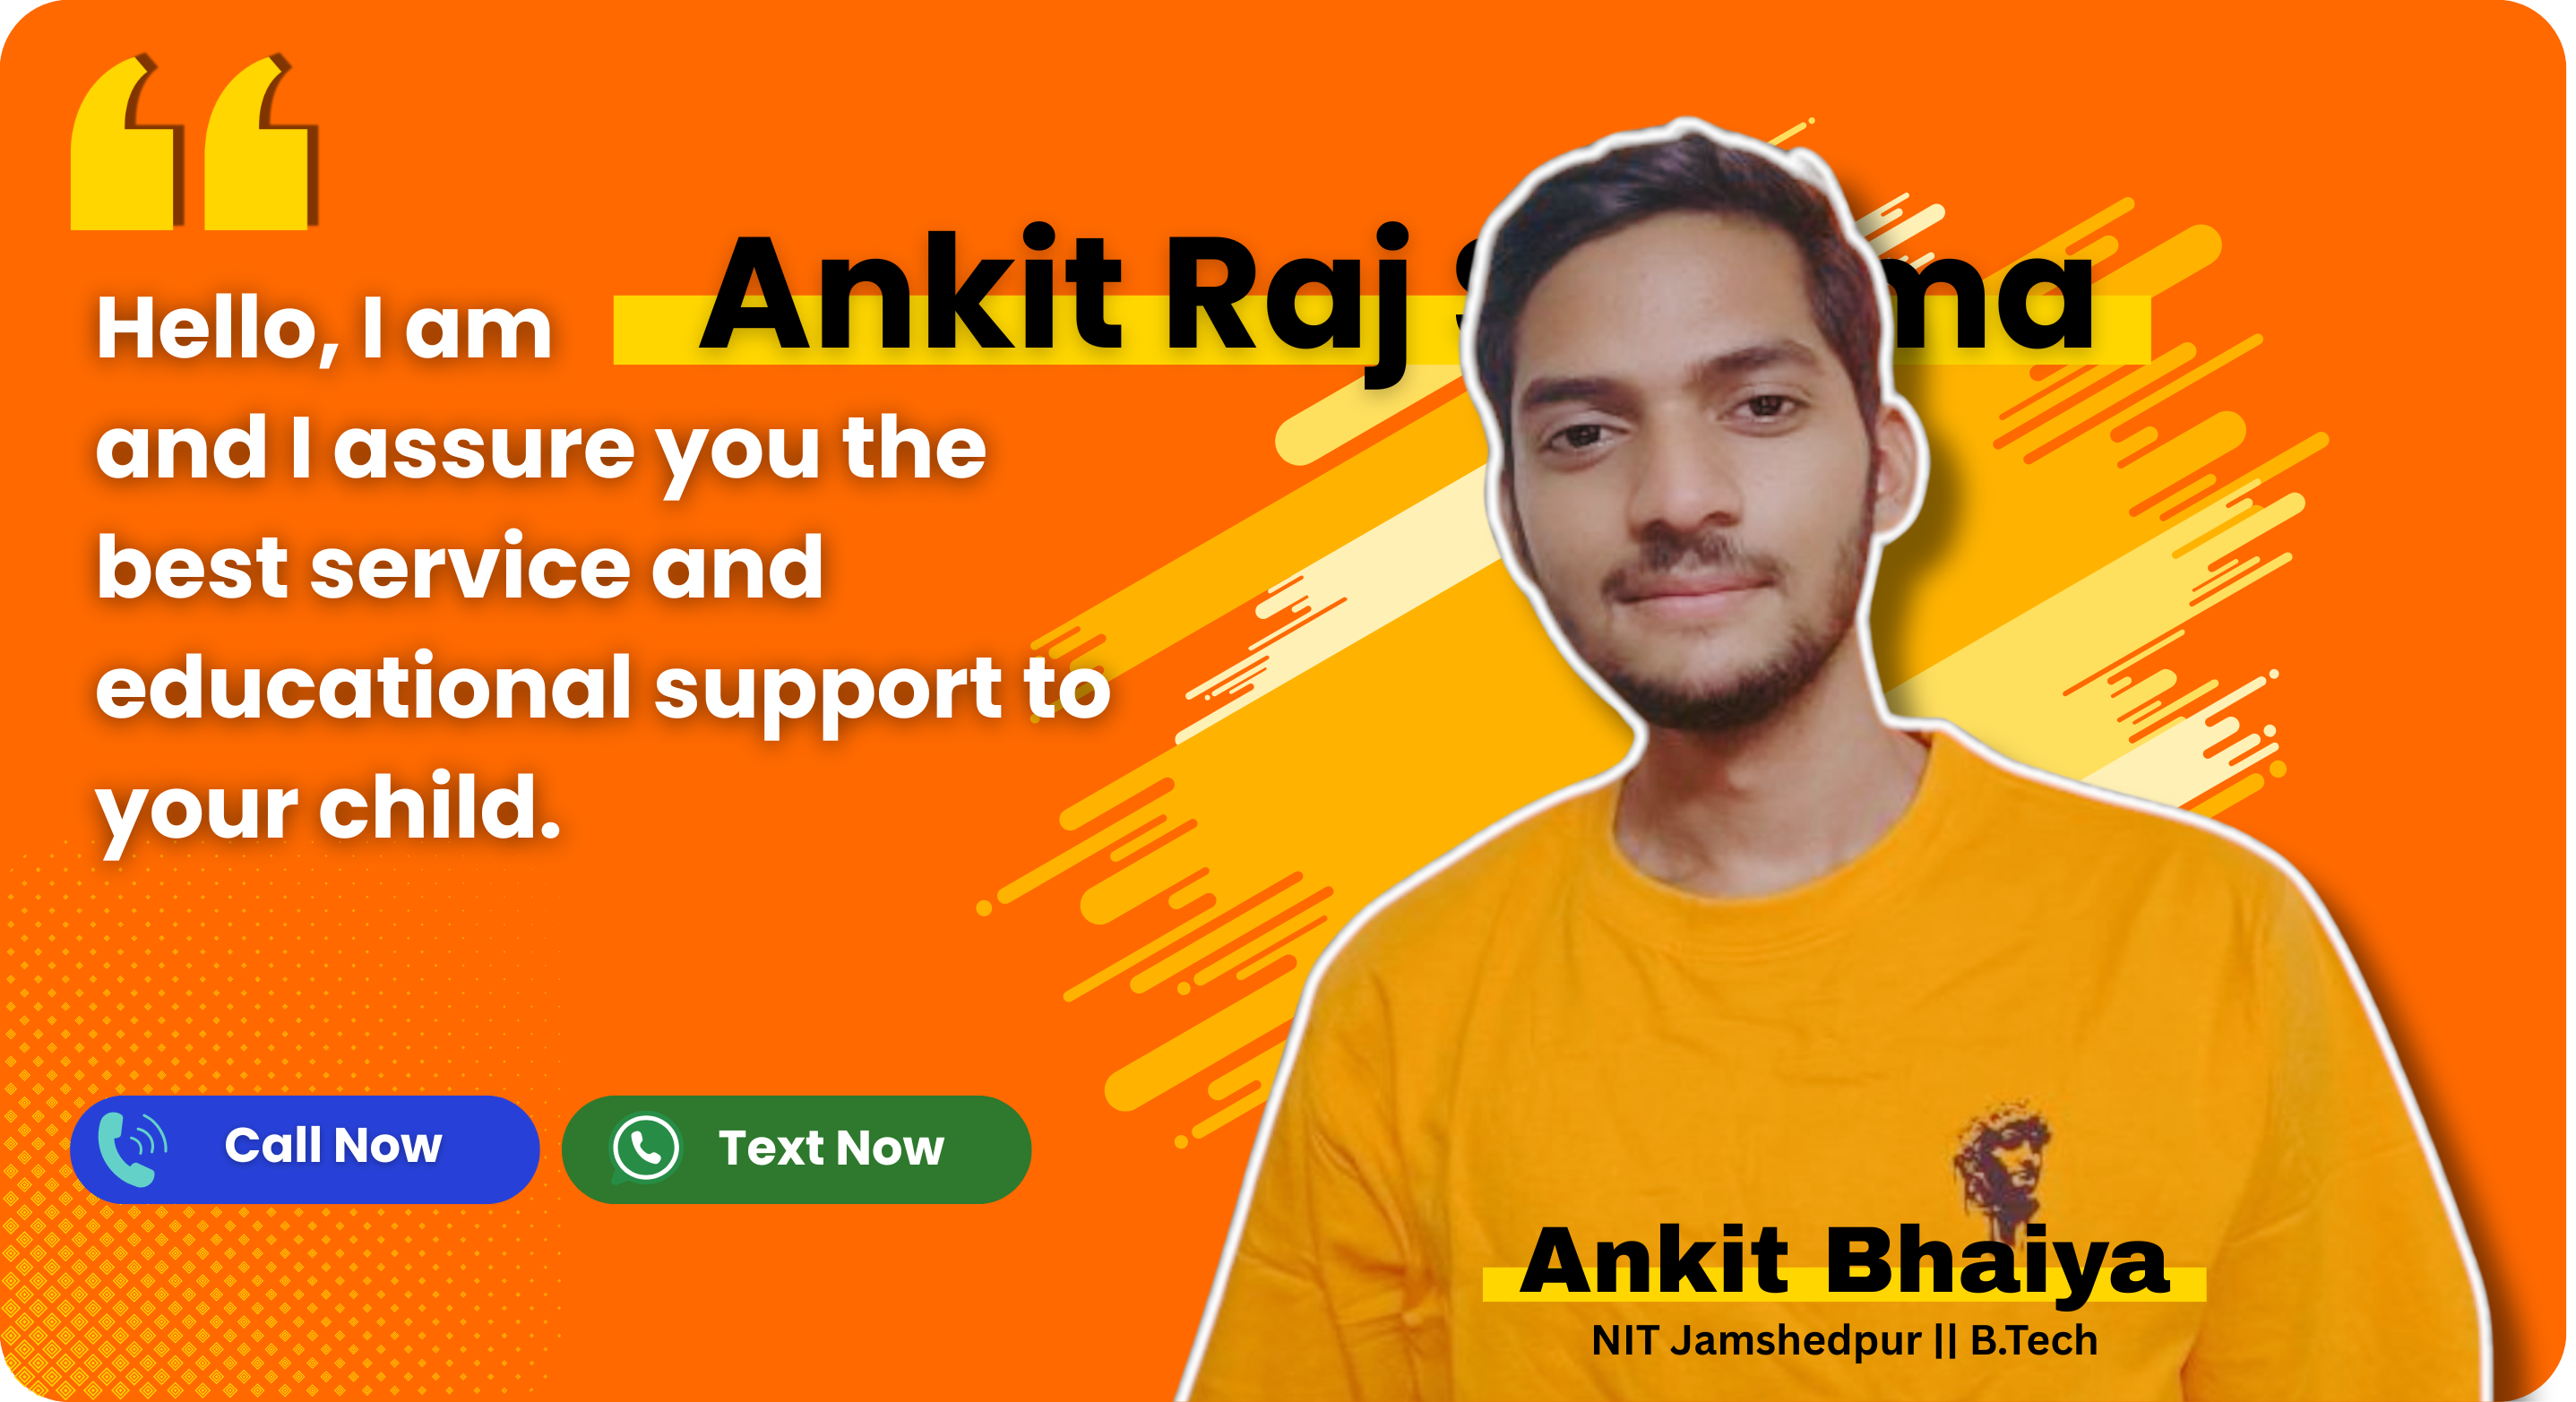 Hello, I am Ankit Raj
and I assure you the
best service and
educational support to
your child.
Call Now
Text Now
Ankit Bhaiya
NIT Jamshedpur || B.Tech